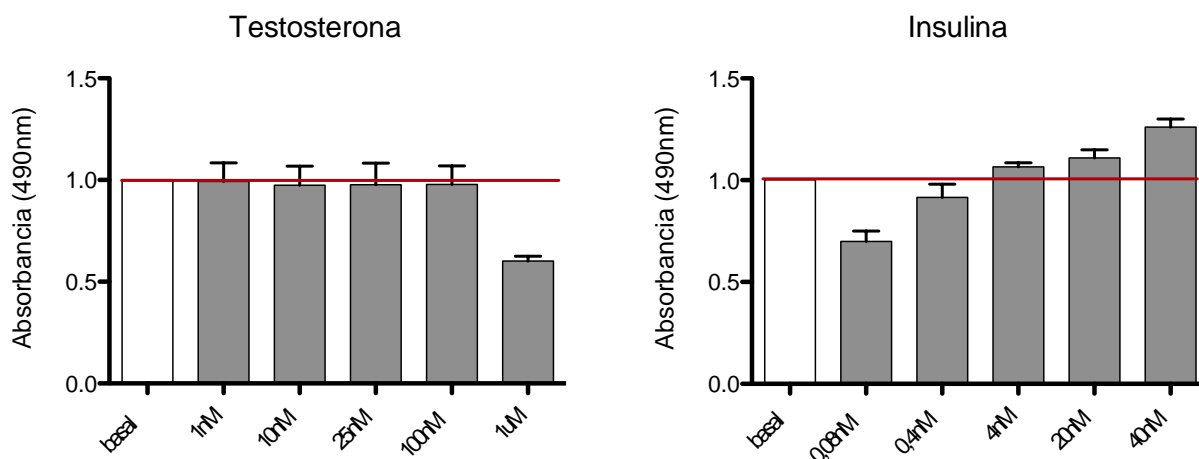 Testosterona
Absorbancia (490nm)
1.5
1.0
0.5
0.0
basal
1nM
10nM
25nM
100nM
1uM
Insulina
Absorbancia (490nm)
1.5
1.0
0.5
0.0
basal
0,08nM
0,4nM
4nM
20nM
40nM